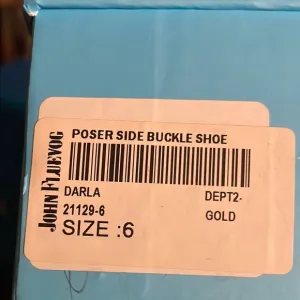 JOHN FLUEVOG
POSER SIDE BUCKLE SHOE
DARLA DEPT2-
21129-6 GOLD
SIZE :6